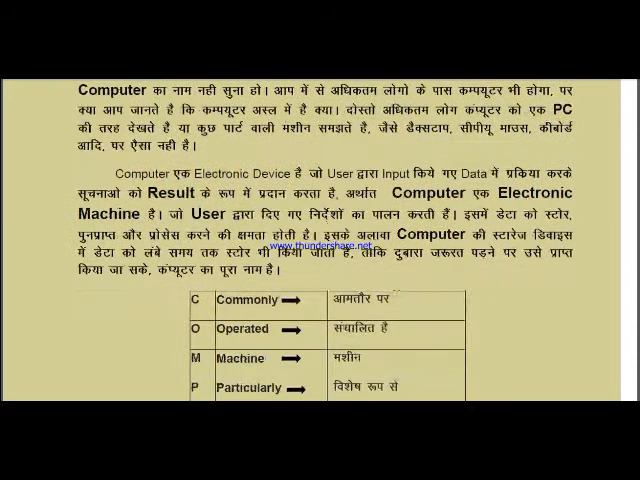 Computer का नाम नही सुना हो। आप में से अधिकतम लोगो के पास कम्पयूटर भी होगा, पर
क्या आप जानते है कि कम्पयूटर अस्ल में है क्या। दोस्तो अधिकतम लोग कंप्यूटर को एक PC
की तरह देखते है या कुछ पार्ट वाली मशीन समझते है, जैसे डैक्सटाप, सीपीयू माउस, कीबोर्ड
आदि, पर ऐसा नही है।
Computer एक Electronic Device है जो User द्वारा Input किये गए Data में प्रकिया करके
सूचनाओ को Result के रूप में प्रदान करता है, अर्थात Computer एक Electronic
Machine है। जो User द्वारा दिए गए निर्देशों का पालन करती हैं। इसमें डेटा को स्टोर,
पुनप्राप्त और प्रोसेस करने की क्षमता होती है। इसके अलावा Computer की स्टारेज डिवाइस
www.thundershare.net
में डेटा को लंबे समय तक स्टोर भी किया जाता है, ताकि दुबारा जरूरत पड़ने पर उसे प्राप्त
किया जा सके, कंप्यूटर का पूरा नाम है।
C Commonly → आमतौर पर
O Operated → संचालित है
M Machine → मशीन
P Particularly → विशेष रूप से